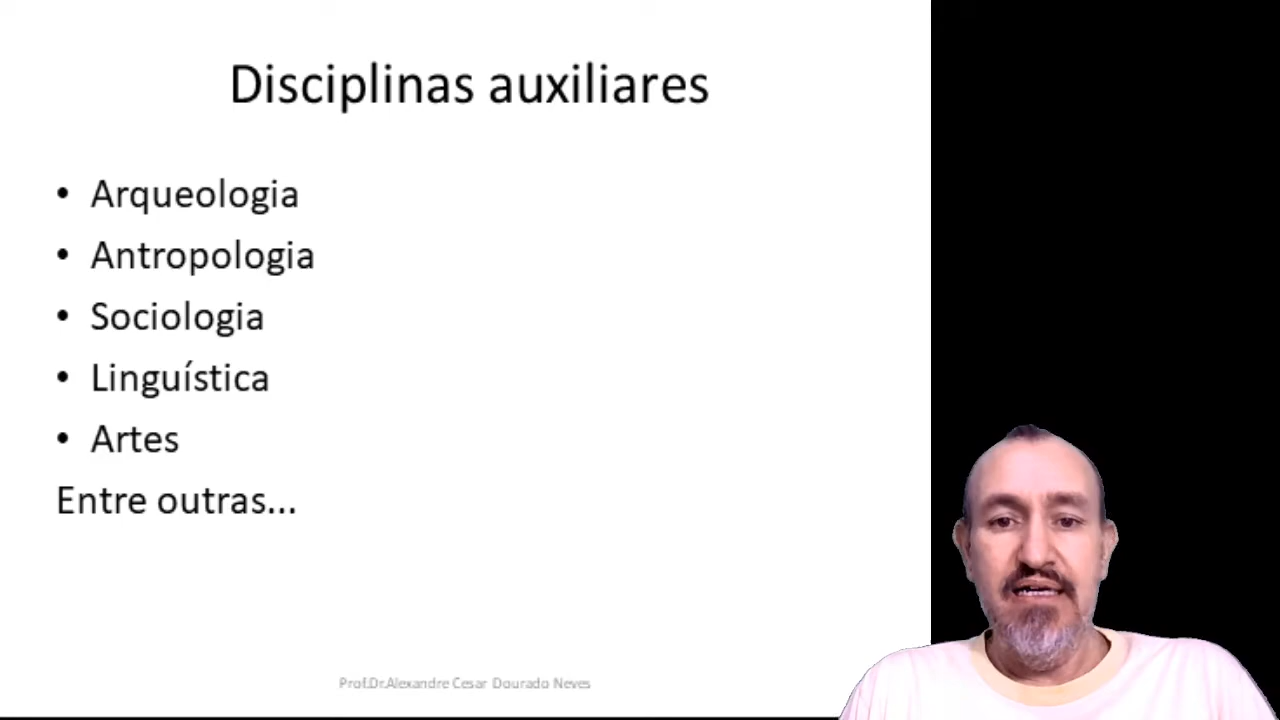 Disciplinas auxiliares
• Arqueologia
• Antropologia
• Sociologia
• Linguística
• Artes
Entre outras...
Prof.Dr.Alexandre Cesar Dourado Neves